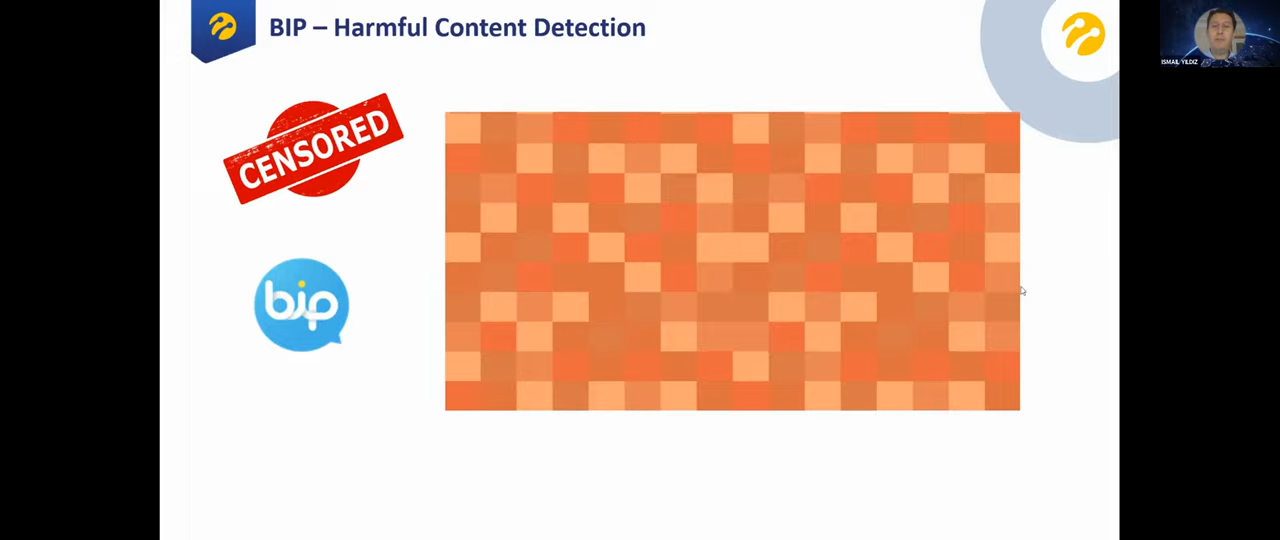 BIP – Harmful Content Detection
CENSORED
bip
ISMAIL YILDIZ